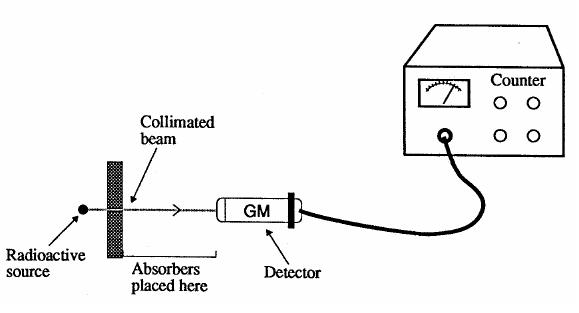 Counter
Collimated
beam
GM
Radioactive
source
Absorbers
placed here
Detector